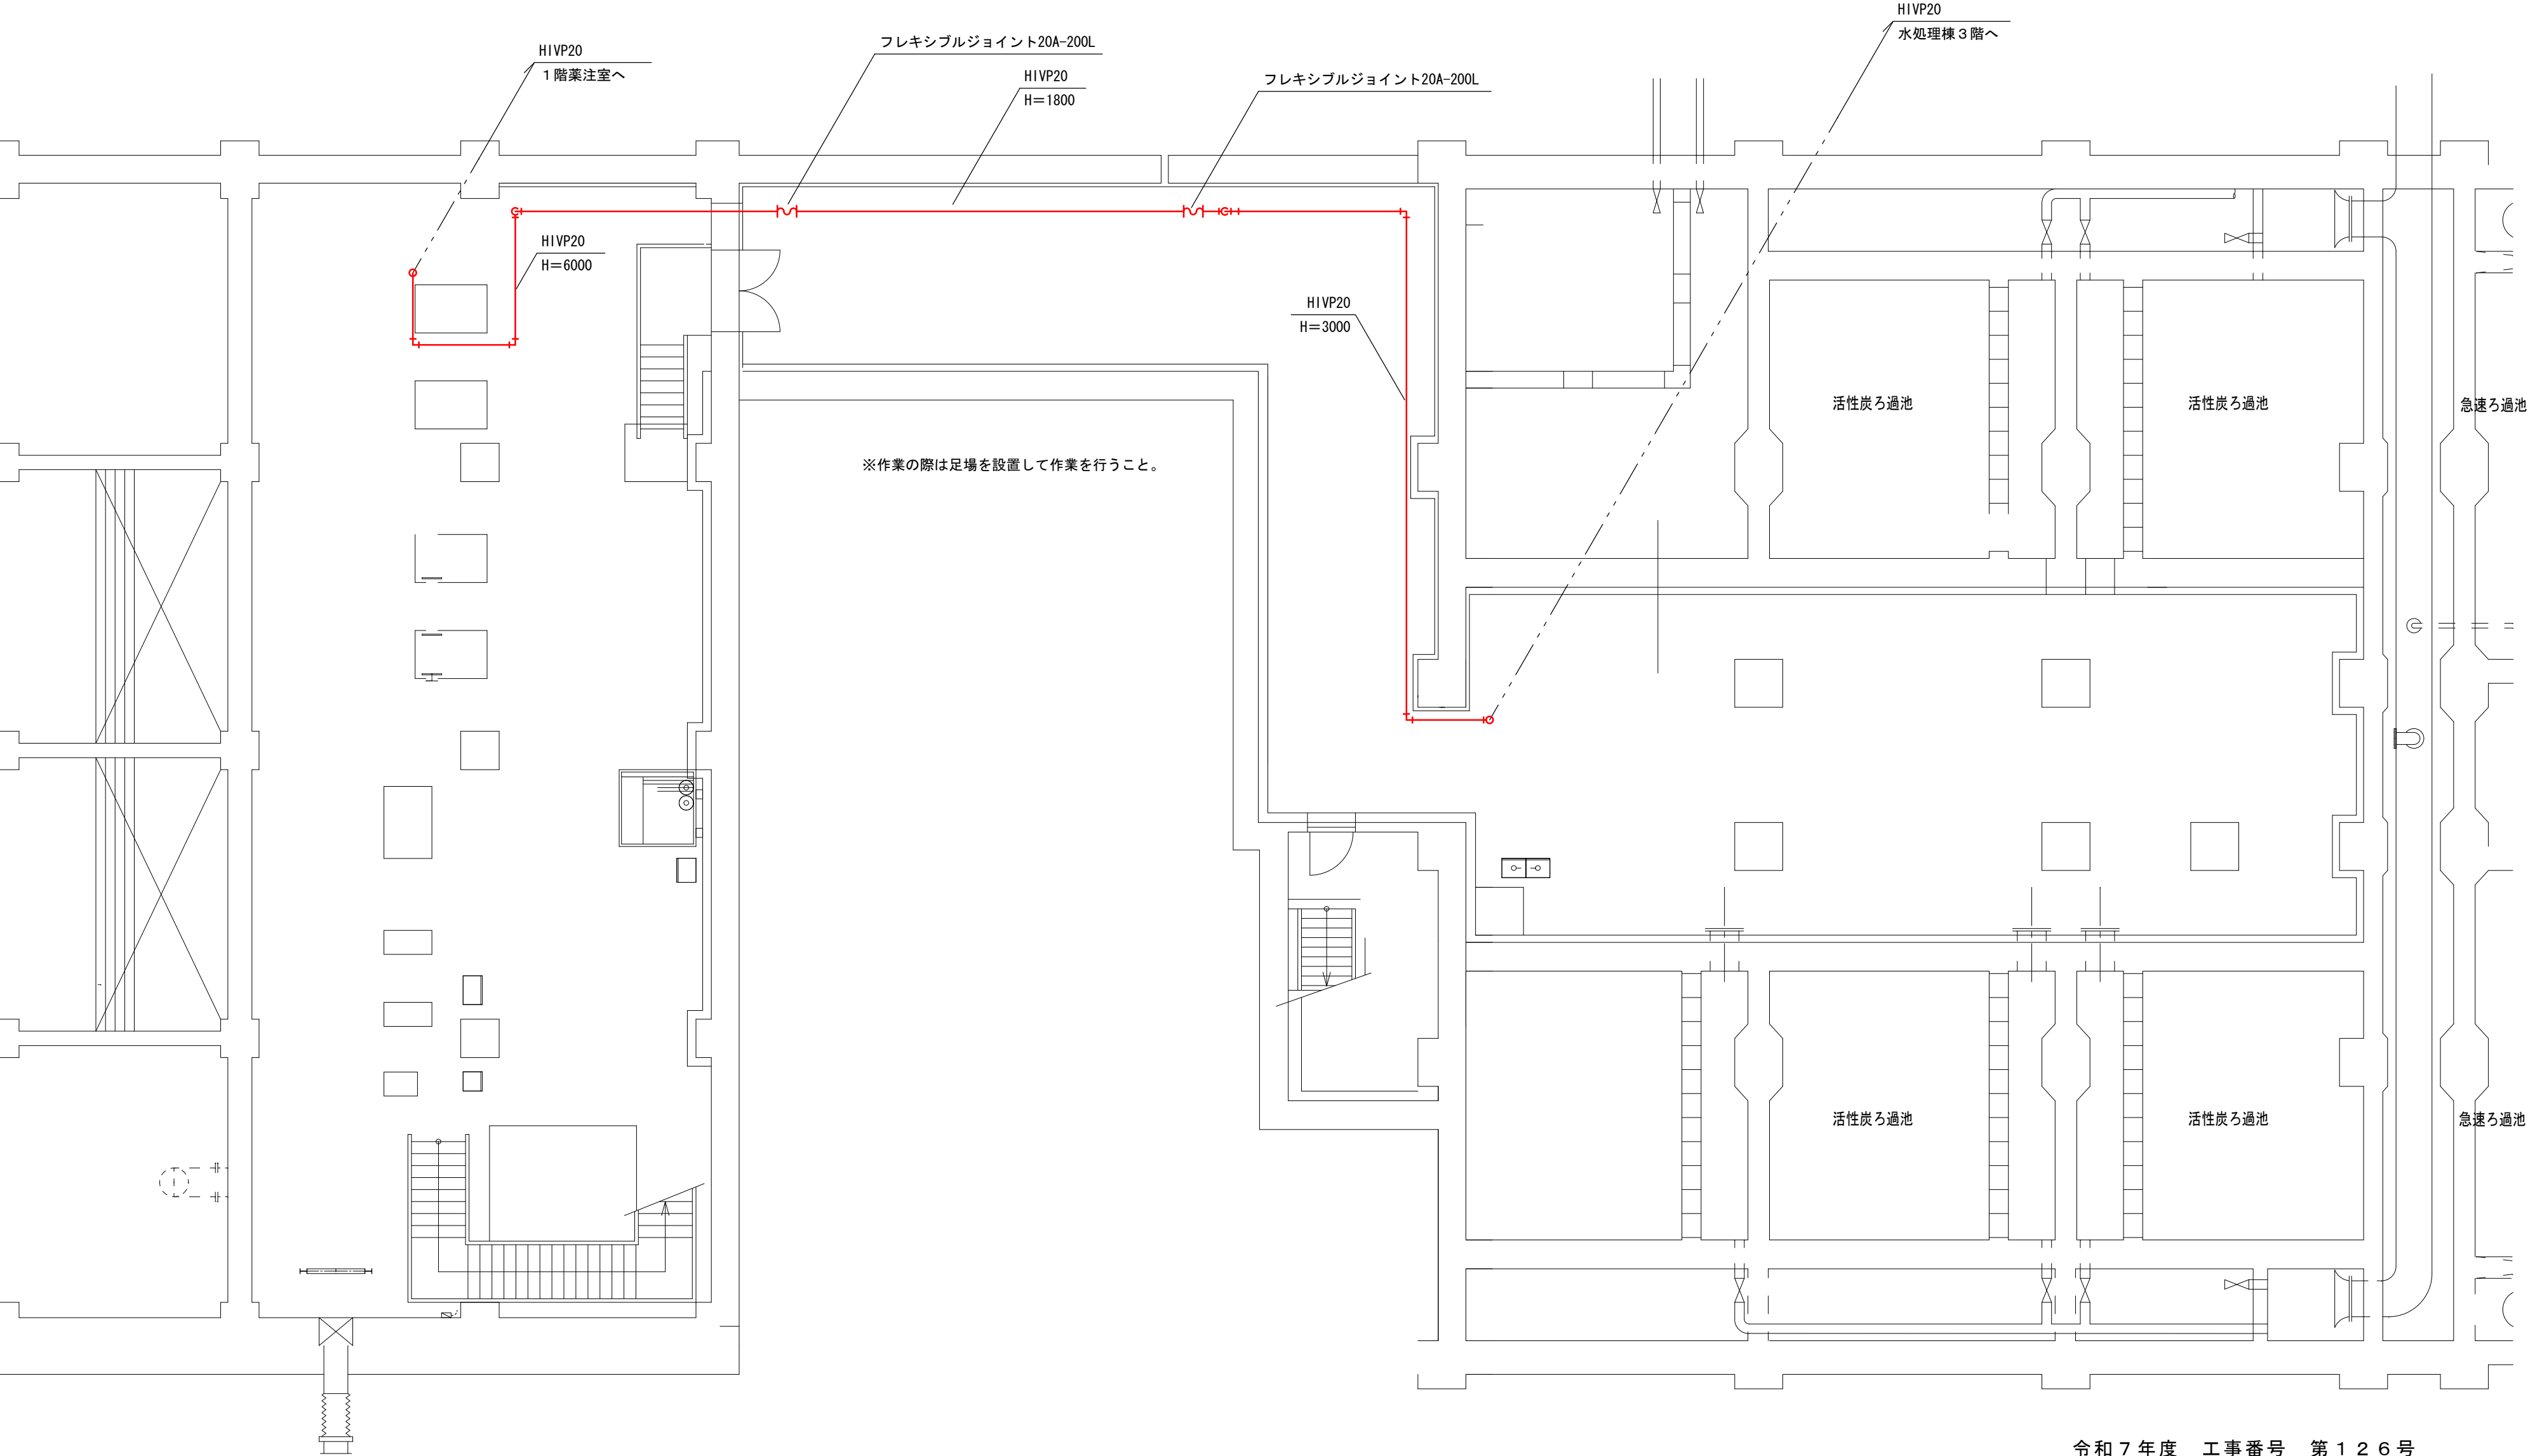 HIVP20
水処理棟３階へ
フレキシブルジョイント20A-200L
HIVP20
１階薬注室へ
HIVP20
H=1800
フレキシブルジョイント20A-200L
HIVP20
H=6000
HIVP20
H=3000
活性炭ろ過池
活性炭ろ過池
急速ろ過池
※作業の際は足場を設置して作業を行うこと。
活性炭ろ過池
活性炭ろ過池
急速ろ過池
令和７年度　工事番号　第１２６号